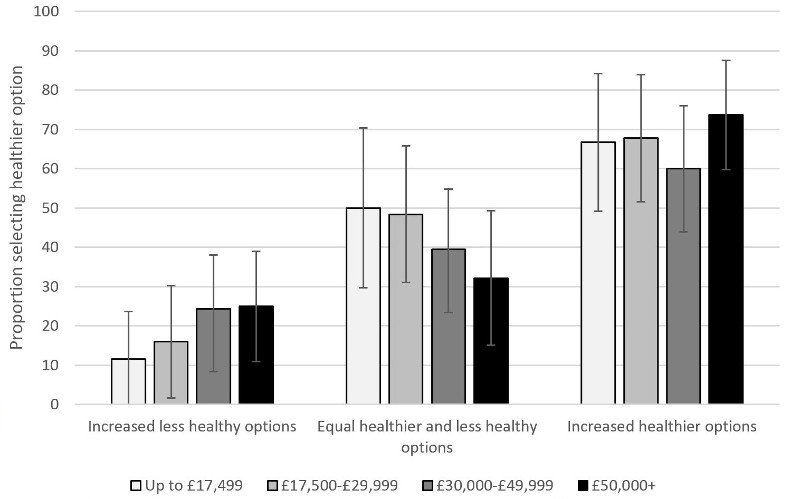 100
90
80
70
60
50
40
30
20
10
0
Proportion selecting healthier option
Increased less healthy options
Equal healthier and less healthy
options
Increased healthier options
Up to £17,499 £17,500-£29,999 £30,000-£49,999 £50,000+